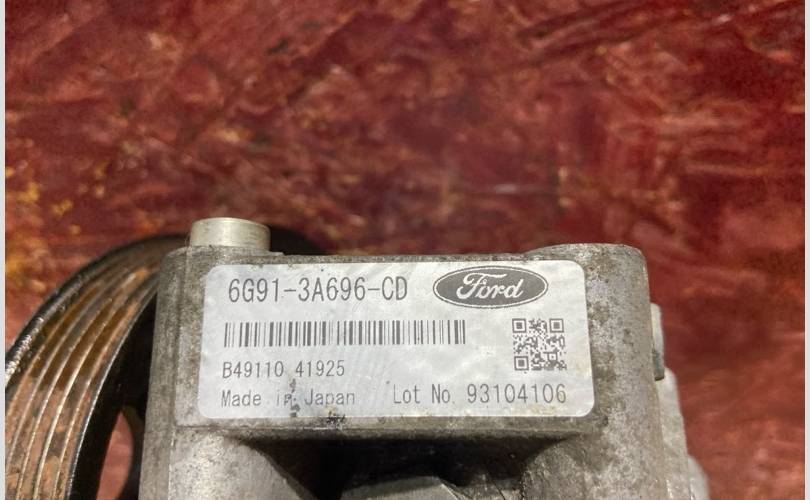 6G91-3A696-CD Ford
B49110 41925
Made in Japan Lot No. 93104106